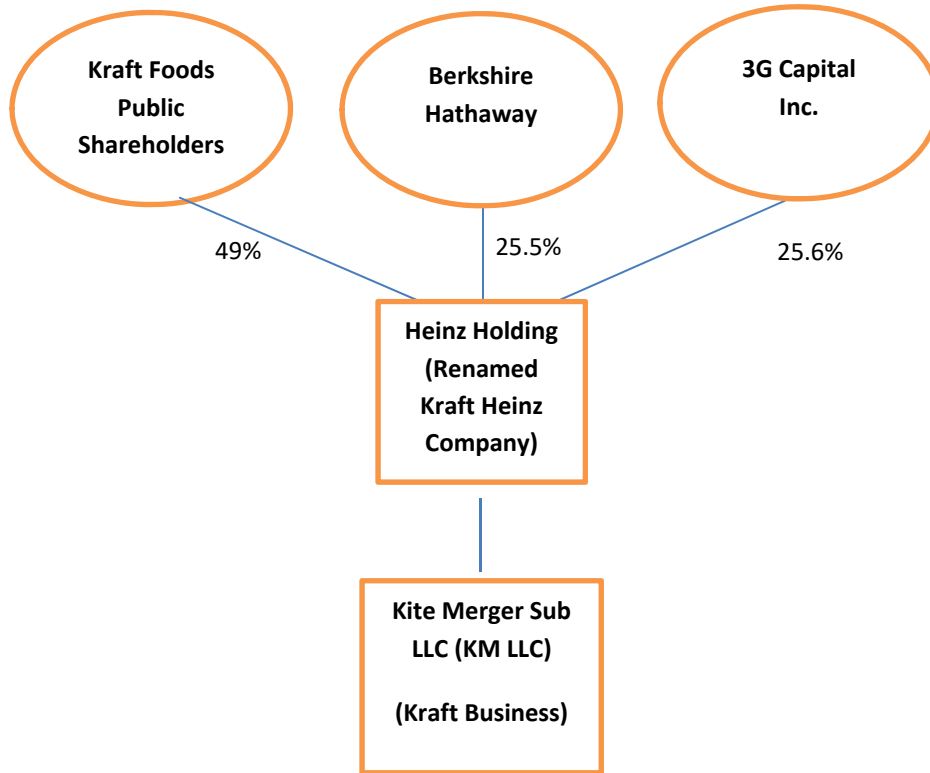 Kraft Foods
Public
Shareholders
Berkshire
Hathaway
3G Capital
Inc.
49%
25.5%
25.6%
Heinz Holding
(Renamed
Kraft Heinz
Company)
Kite Merger Sub
LLC (KM LLC)
(Kraft Business)